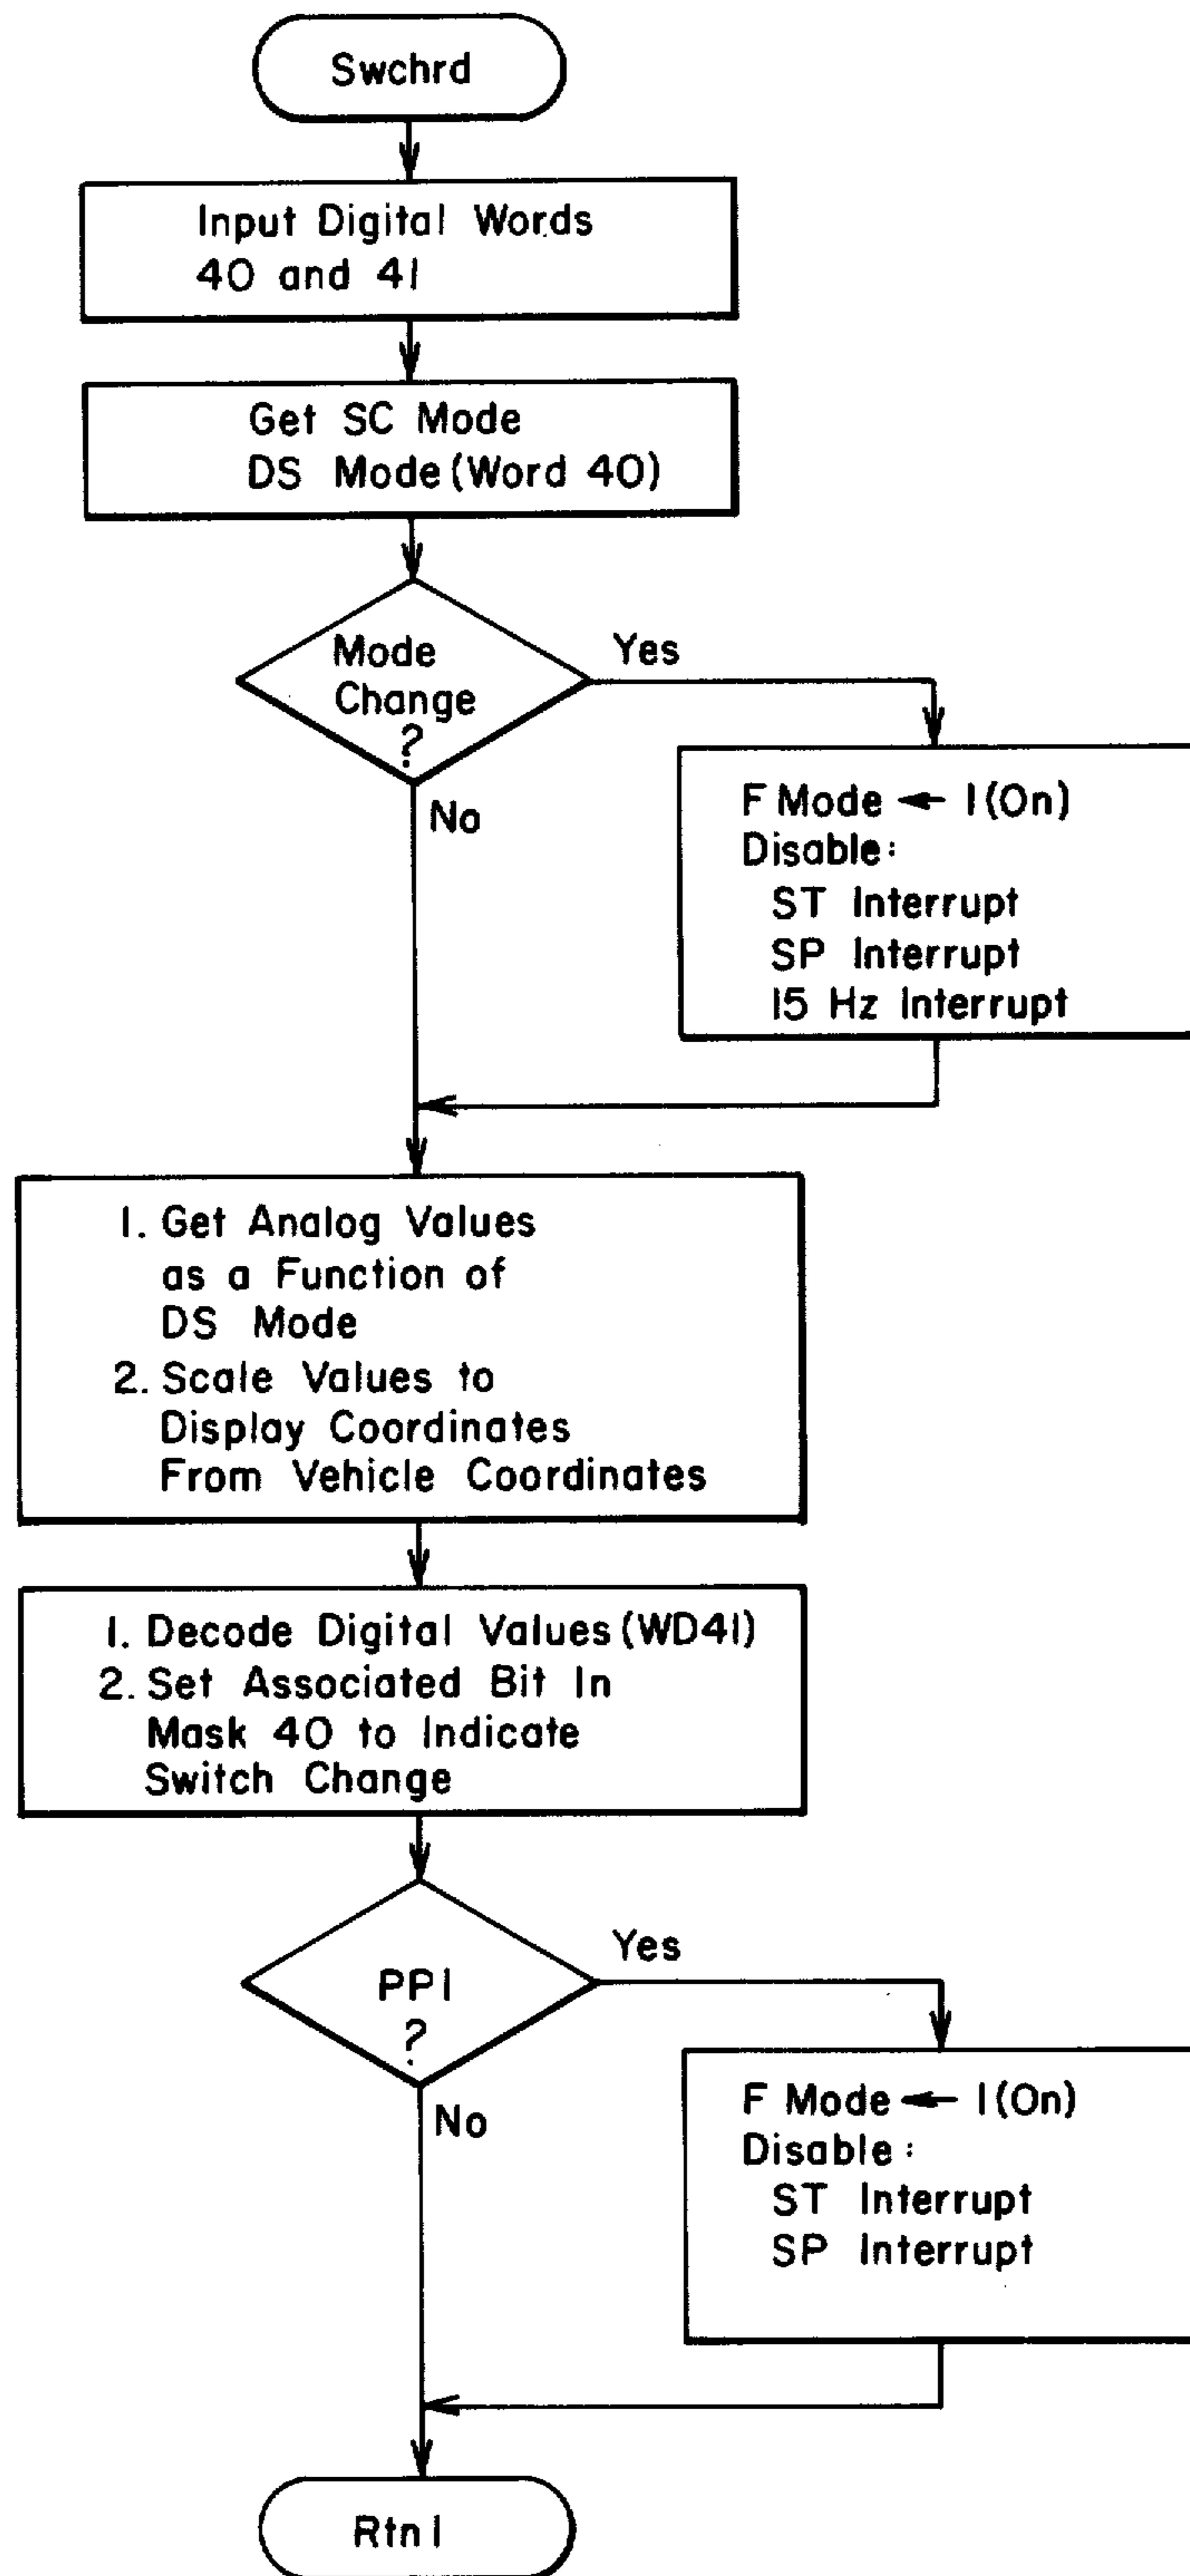 Swchrd
Input Digital Words
40 and 41
Get SC Mode
DS Mode (Word 40)
Mode
Change
?
Yes
No
F Mode ← 1 (On)
Disable:
ST Interrupt
SP Interrupt
15 Hz Interrupt
1. Get Analog Values
as a Function of
DS Mode
2. Scale Values to
Display Coordinates
From Vehicle Coordinates
1. Decode Digital Values (WD41)
2. Set Associated Bit In
Mask 40 to Indicate
Switch Change
PPI
?
Yes
No
F Mode ← 1 (On)
Disable:
ST Interrupt
SP Interrupt
Rtn 1